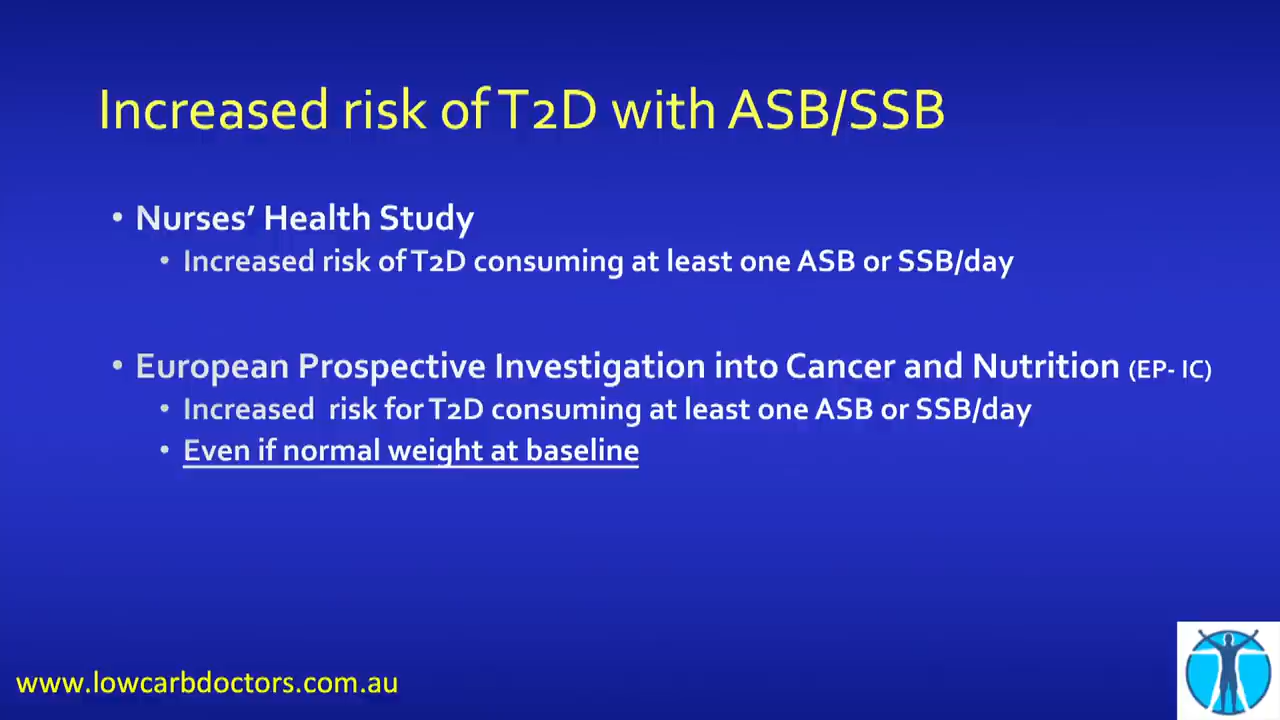 Increased risk of T2D with ASB/SSB
• Nurses’ Health Study
• Increased risk of T2D consuming at least one ASB or SSB/day
• European Prospective Investigation into Cancer and Nutrition (EP- IC)
• Increased  risk for T2D consuming at least one ASB or SSB/day
• Even if normal weight at baseline
www.lowcarbdoctors.com.au